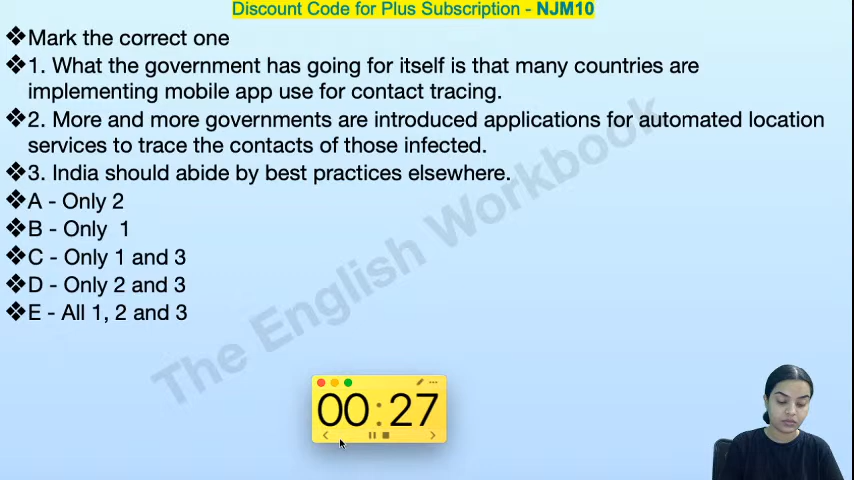 Discount Code for Plus Subscription - NJM10
❖Mark the correct one
❖1. What the government has going for itself is that many countries are
implementing mobile app use for contact tracing.
❖2. More and more governments are introduced applications for automated location
services to trace the contacts of those infected.
❖3. India should abide by best practices elsewhere.
❖A - Only 2
❖B - Only 1
❖C - Only 1 and 3
❖D - Only 2 and 3
❖E - All 1, 2 and 3
The English Workbook
00:27